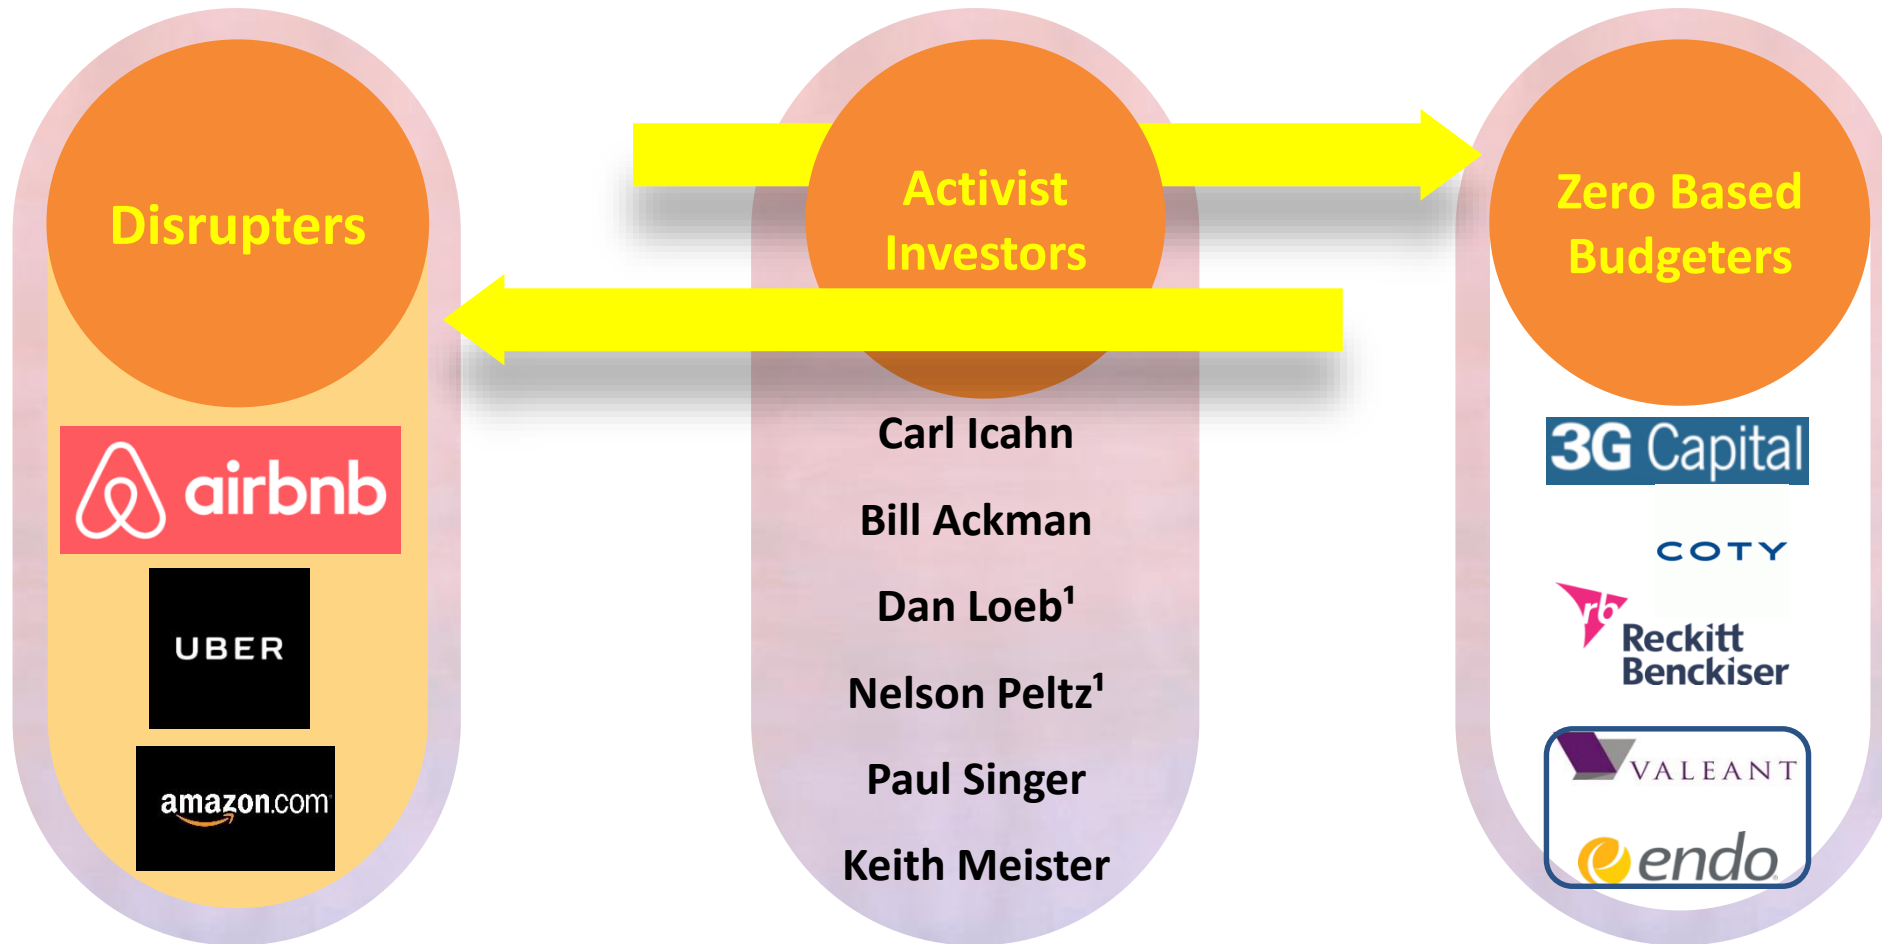 Disrupters
airbnb
UBER
amazon.com
Activist
Investors
Carl Icahn
Bill Ackman
Dan Loeb¹
Nelson Peltz¹
Paul Singer
Keith Meister
Zero Based
Budgeters
3G Capital
COTY
rb
Reckitt
Benckiser
VALEANT
endo